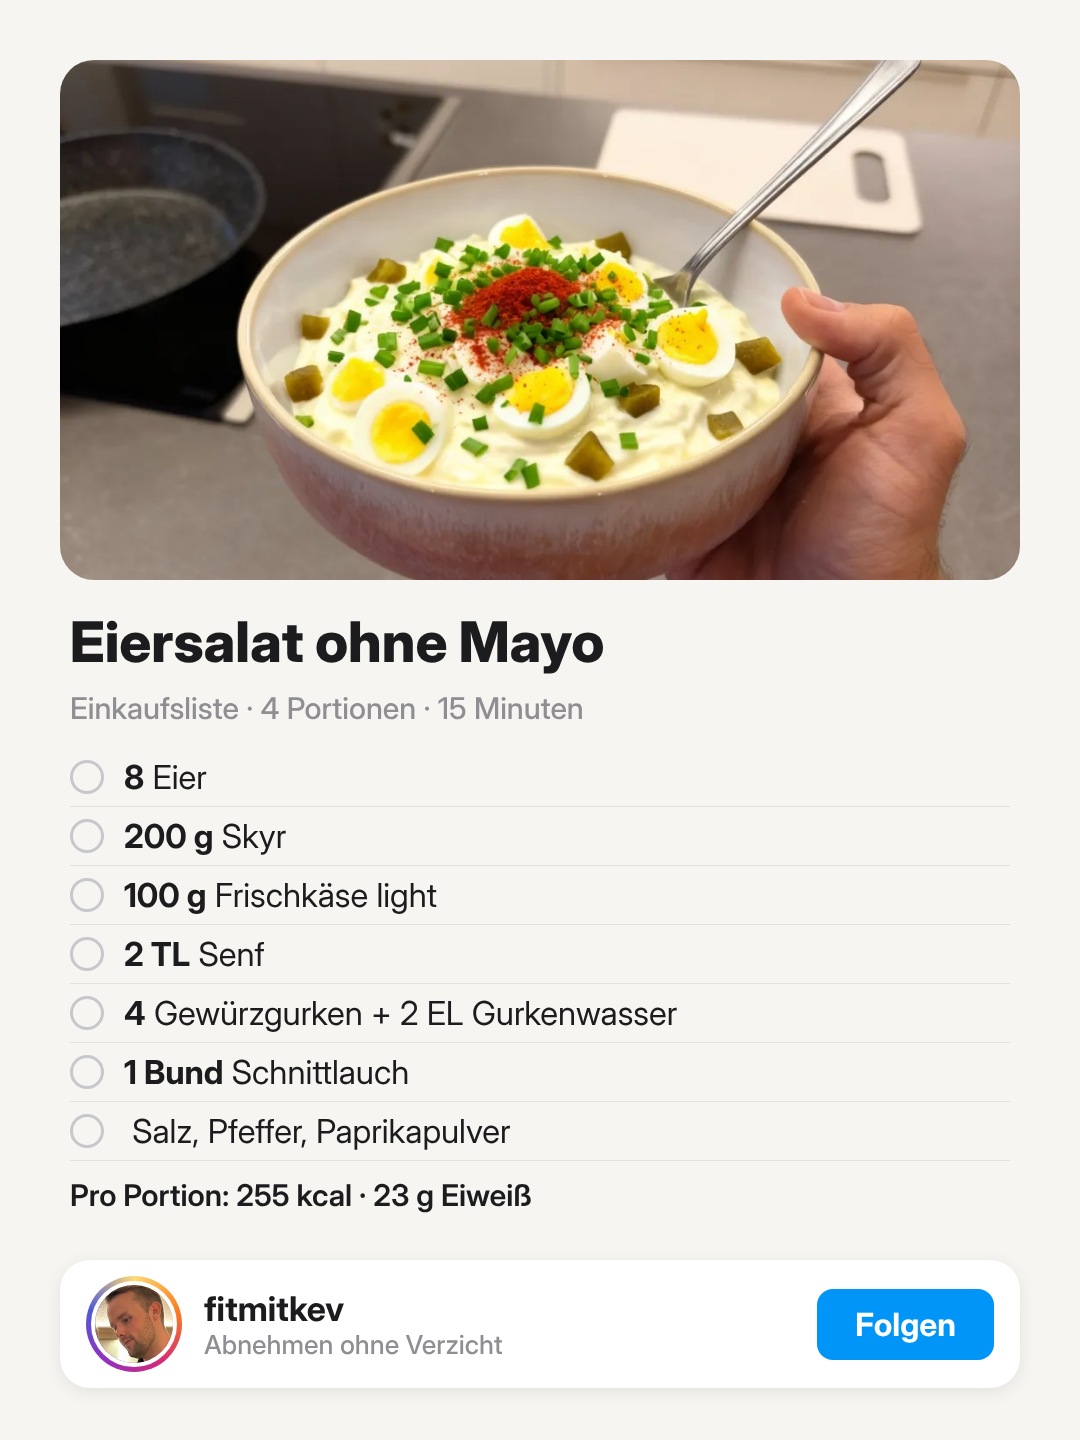 Eiersalat ohne Mayo
Einkaufsliste · 4 Portionen · 15 Minuten
8 Eier
200 g Skyr
100 g Frischkäse light
2 TL Senf
4 Gewürzgurken + 2 EL Gurkenwasser
1 Bund Schnittlauch
Salz, Pfeffer, Paprikapulver
Pro Portion: 255 kcal · 23 g Eiweiß
fitmitkev
Abnehmen ohne Verzicht
Folgen